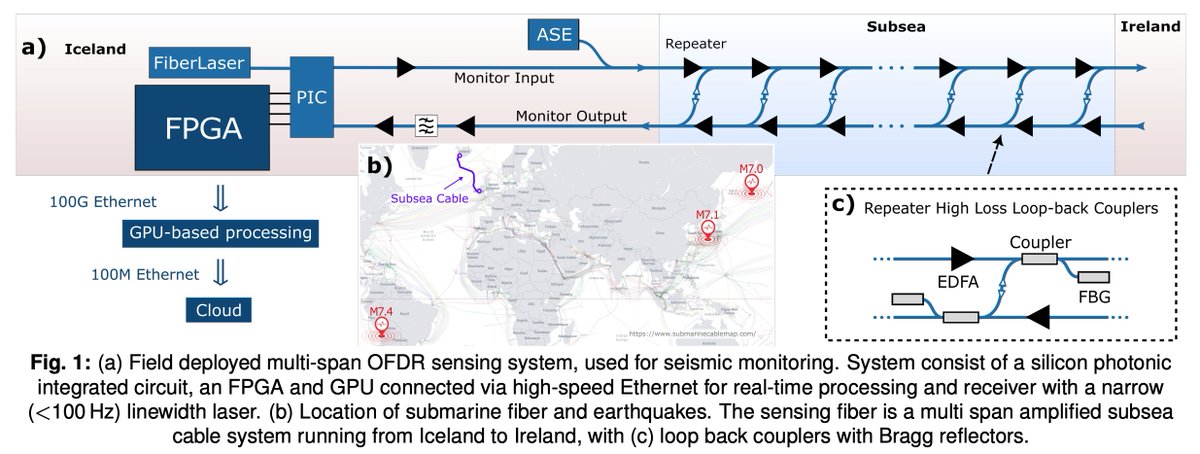 a)
Iceland
Subsea
Ireland
ASE
Repeater
FiberLaser
PIC
Monitor Input
FPGA
Monitor Output
100G Ethernet
GPU-based processing
100M Ethernet
Cloud
b)
Subsea Cable
M7.0
M7.1
M7.4
https://www.submarinecablemap.com/
c)
Repeater High Loss Loop-back Couplers
Coupler
EDFA
FBG
Fig. 1: (a) Field deployed multi-span OFDR sensing system, used for seismic monitoring. System consist of a silicon photonic
integrated circuit, an FPGA and GPU connected via high-speed Ethernet for real-time processing and receiver with a narrow
(<100 Hz) linewidth laser. (b) Location of submarine fiber and earthquakes. The sensing fiber is a multi span amplified subsea
cable system running from Iceland to Ireland, with (c) loop back couplers with Bragg reflectors.